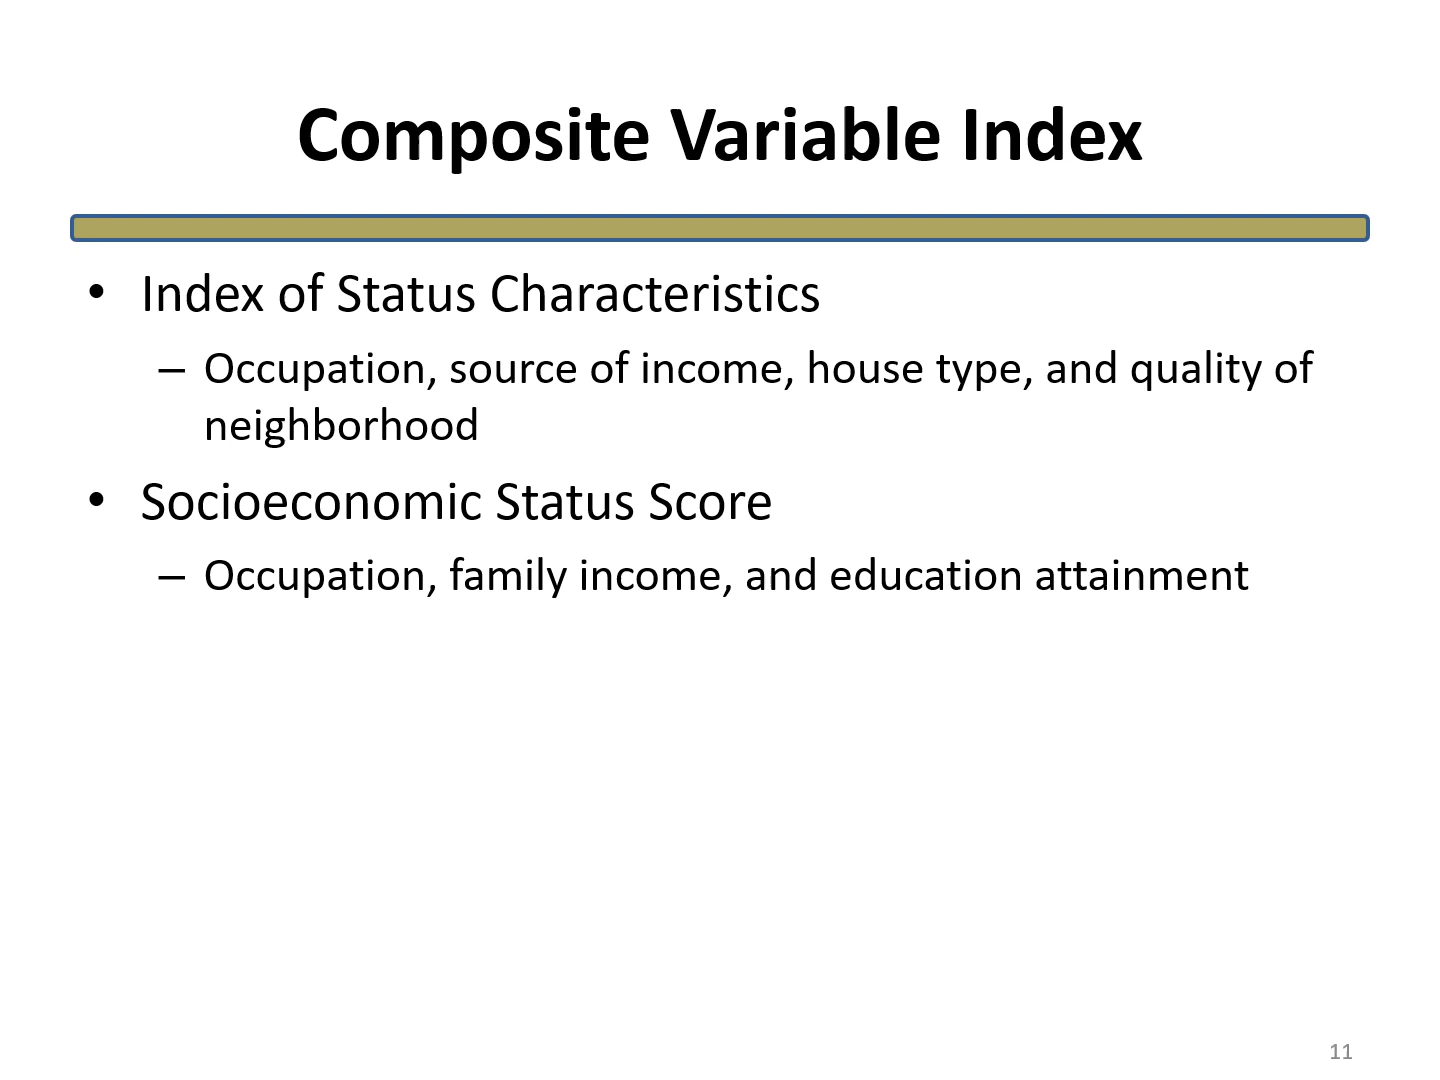 Composite Variable Index
• Index of Status Characteristics
– Occupation, source of income, house type, and quality of
neighborhood
• Socioeconomic Status Score
– Occupation, family income, and education attainment
11